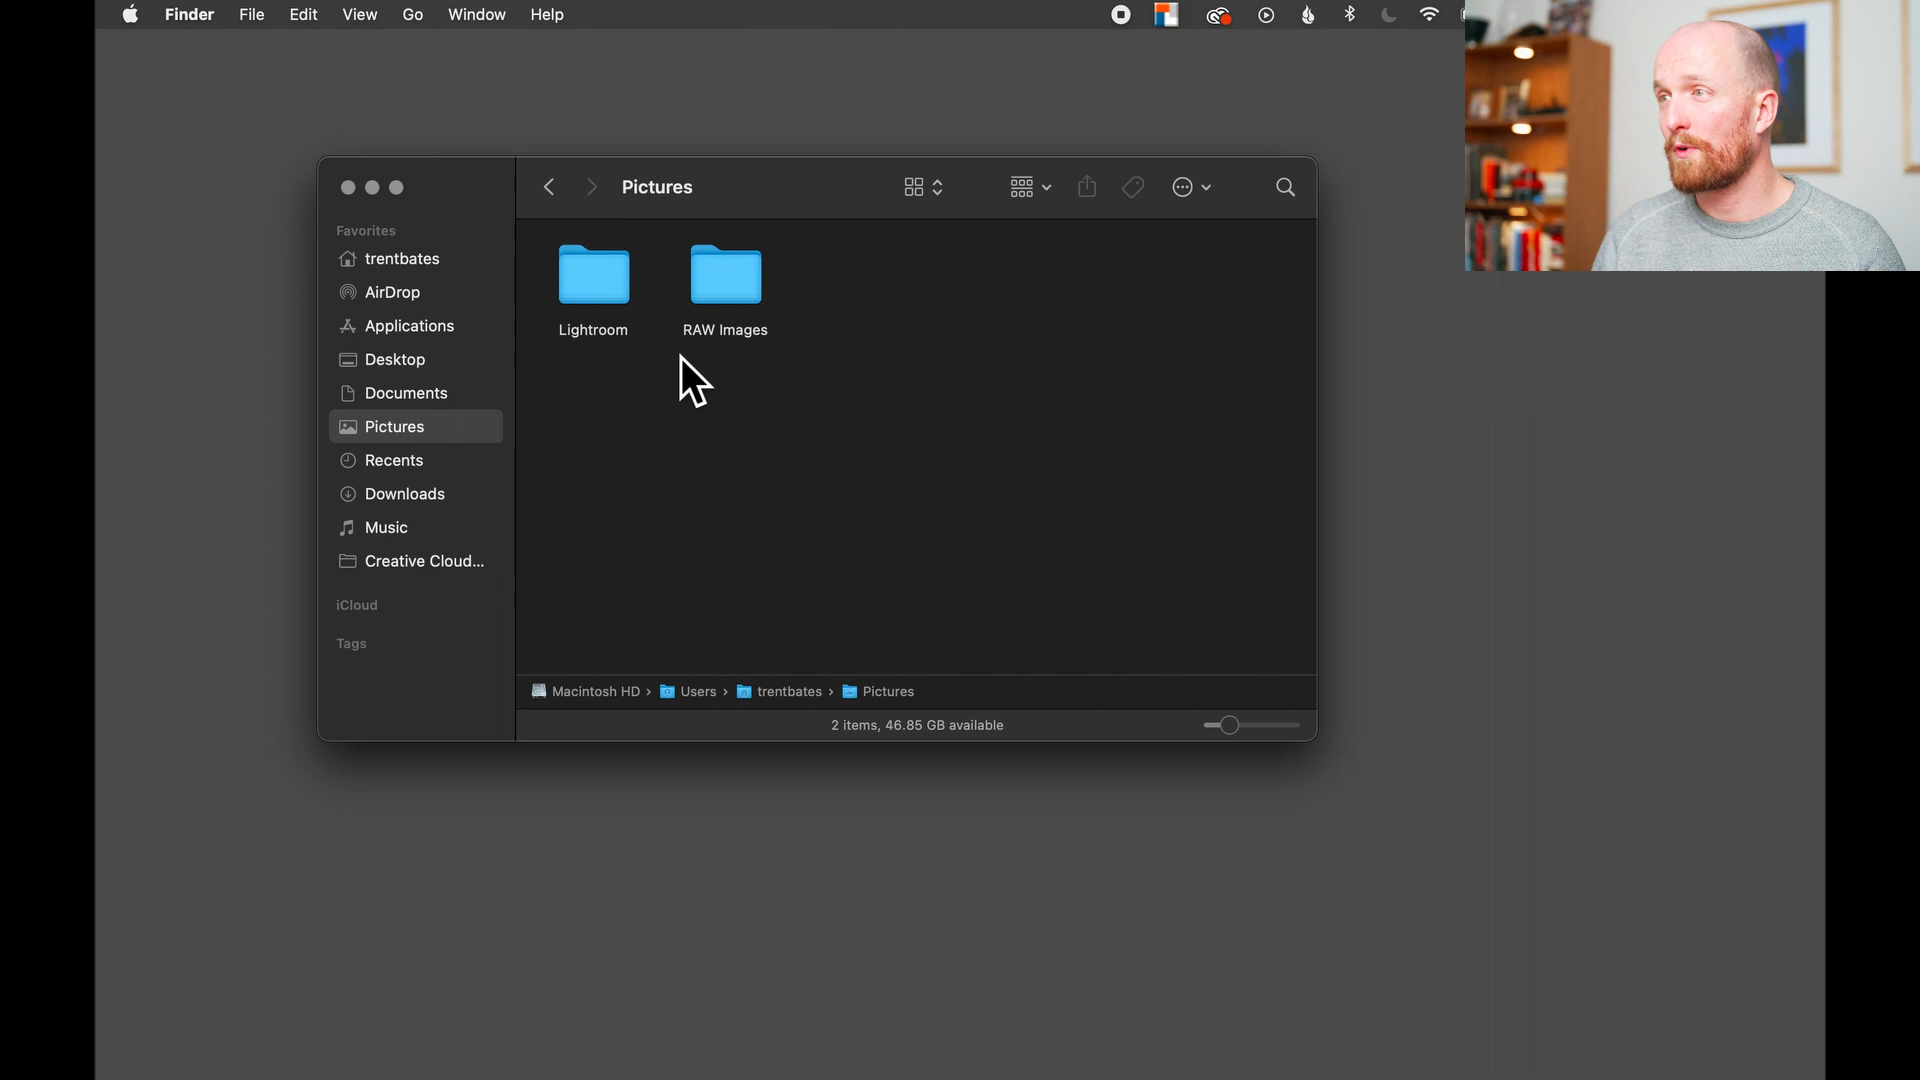 Finder File Edit View Go Window Help
Pictures
Favorites
trentbates
AirDrop
Applications
Desktop
Documents
Pictures
Recents
Downloads
Music
Creative Cloud...
iCloud
Tags
Lightroom
RAW Images
Macintosh HD › Users › trentbates › Pictures
2 items, 46.85 GB available